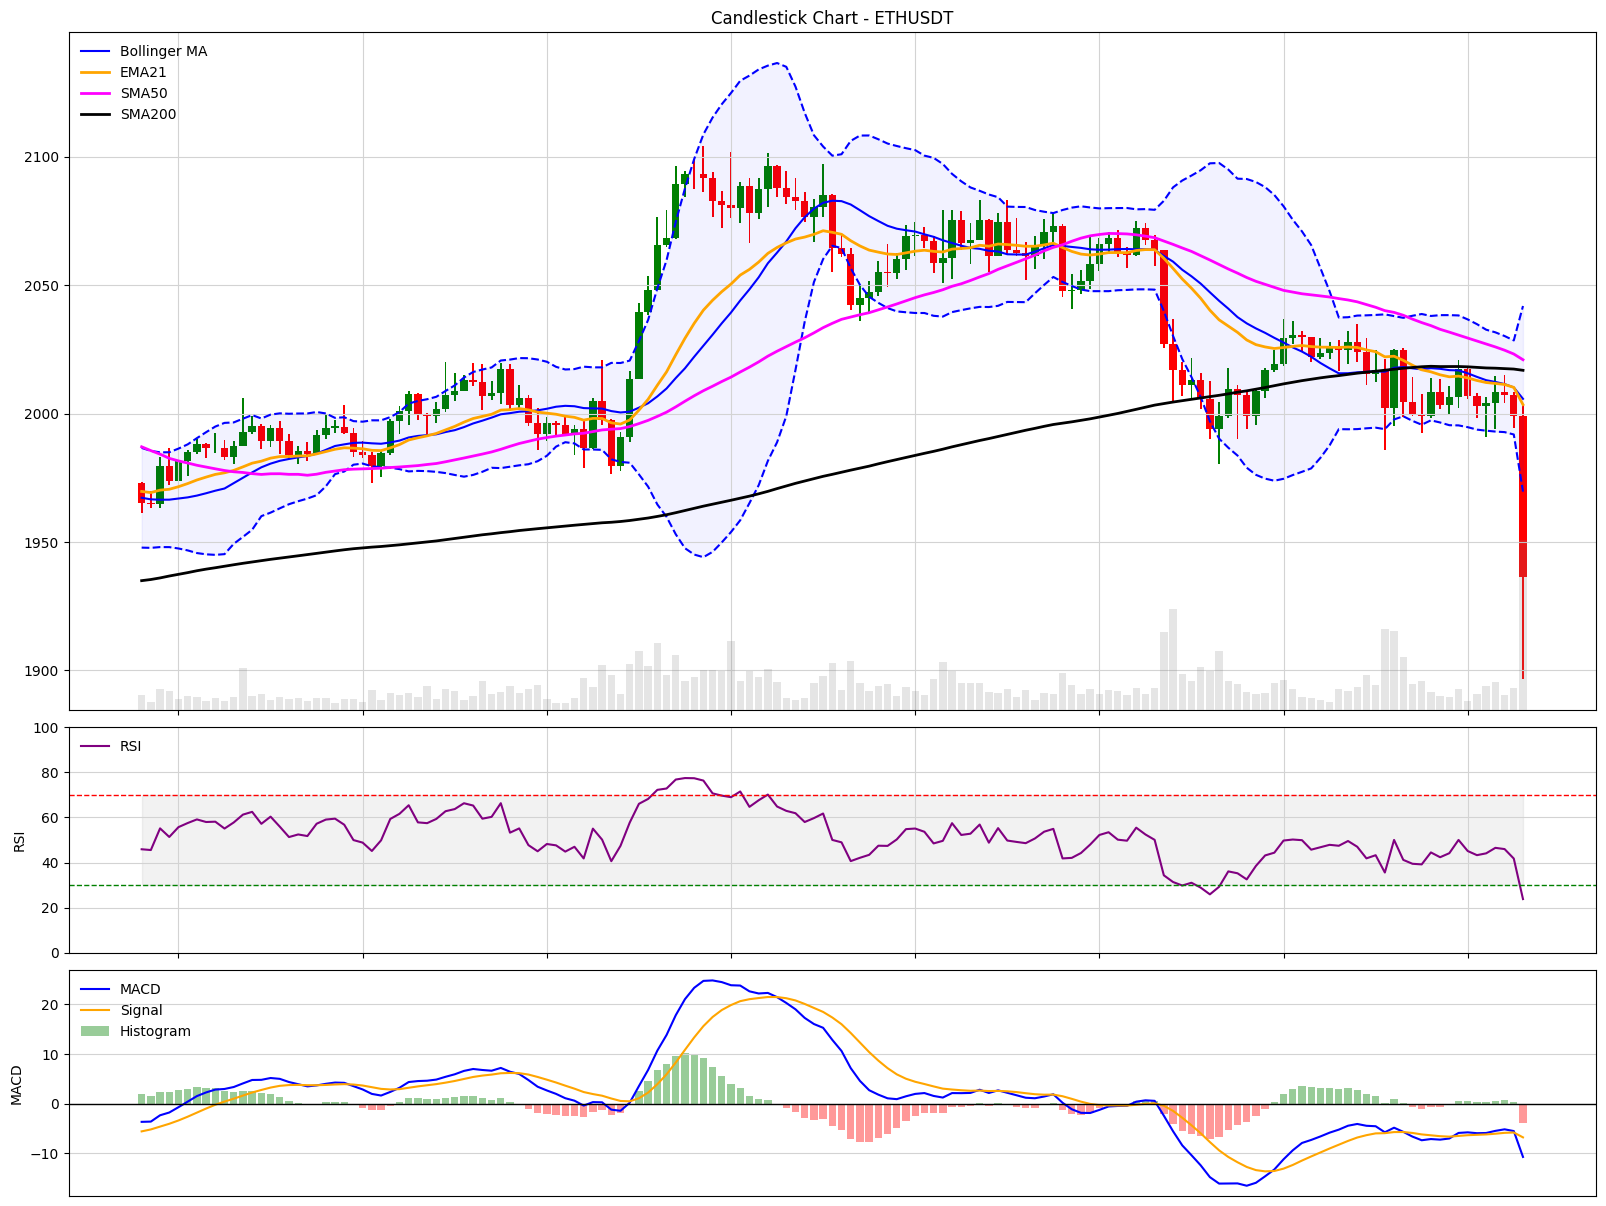 Candlestick Chart - ETHUSDT
Bollinger MA
EMA21
SMA50
SMA200
2100
2050
2000
1950
1900
100
80
60
40
20
0
RSI
RSI
20
10
0
−10
MACD
MACD
Signal
Histogram